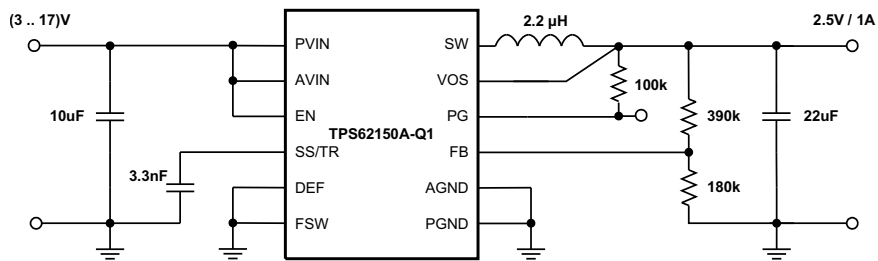 (3 .. 17)V
2.2 µH
2.5V / 1A
PVIN
SW
AVIN
VOS
100k
10uF
EN
PG
390k
22uF
TPS62150A-Q1
SS/TR
FB
3.3nF
DEF
AGND
180k
FSW
PGND